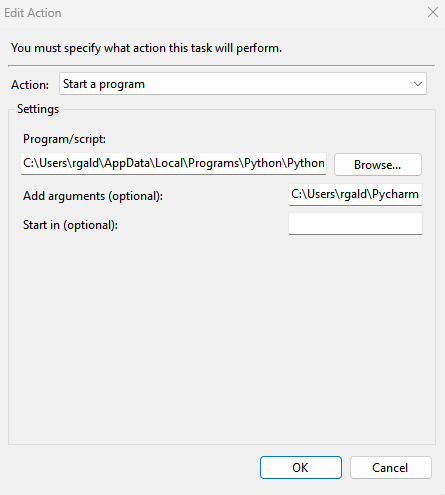 Edit Action
You must specify what action this task will perform.
Action: Start a program
Settings
Program/script:
C:\Users\rgald\AppData\Local\Programs\Python\Python Browse...
Add arguments (optional): C:\Users\rgald\Pycharm
Start in (optional):
OK Cancel